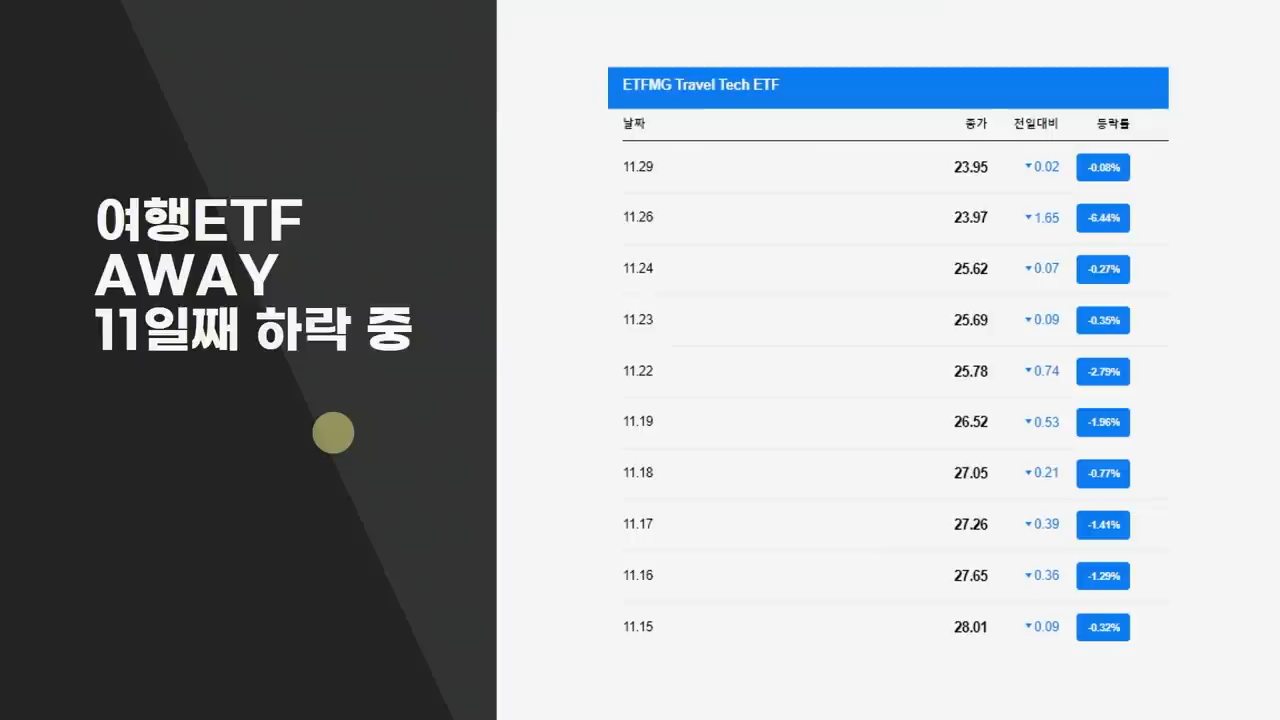 여행ETF
AWAY
11일째 하락 중
ETFMG Travel Tech ETF
날짜 종가 전일대비 등락률
11.29 23.95 ▼0.02 -0.08%
11.26 23.97 ▼1.65 -6.44%
11.24 25.62 ▼0.07 -0.27%
11.23 25.69 ▼0.09 -0.35%
11.22 25.78 ▼0.74 -2.79%
11.19 26.52 ▼0.53 -1.96%
11.18 27.05 ▼0.21 -0.77%
11.17 27.26 ▼0.39 -1.41%
11.16 27.65 ▼0.36 -1.29%
11.15 28.01 ▼0.09 -0.32%